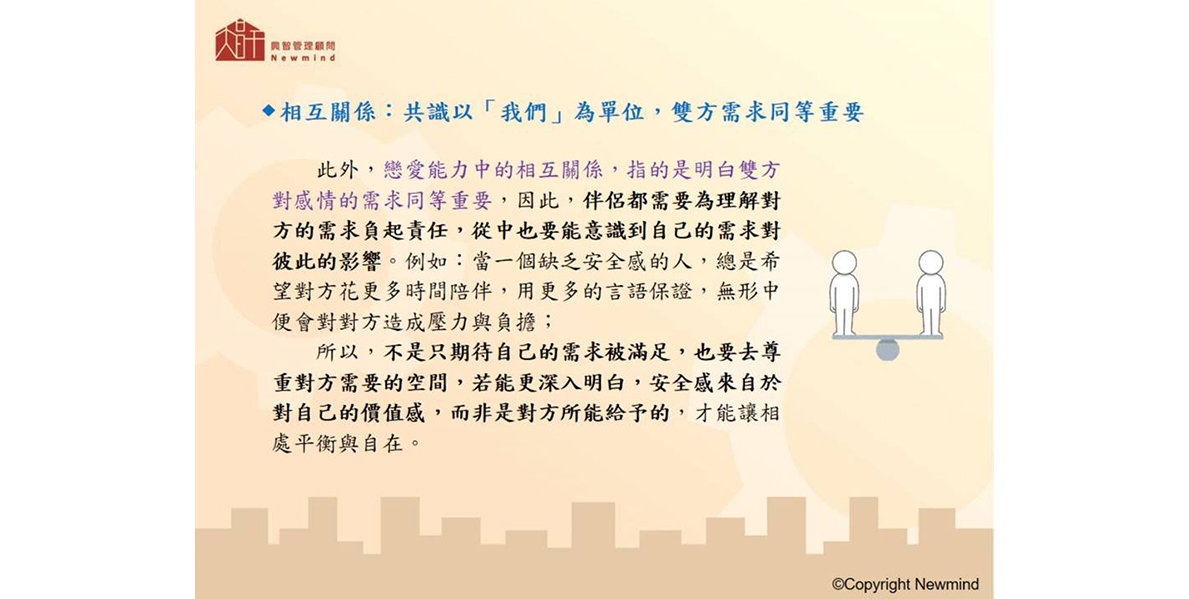 興智管理顧問
Newmind
◆相互關係：共識以「我們」為單位，雙方需求同等重要
此外，戀愛能力中的相互關係，指的是明白雙方
對感情的需求同等重要，因此，伴侶都需要為理解對
方的需求負起責任，從中也要能意識到自己的需求對
彼此的影響。例如：當一個缺乏安全感的人，總是希
望對方花更多時間陪伴，用更多的言語保證，無形中
便會對對方造成壓力與負擔；
所以，不是只期待自己的需求被滿足，也要去尊
重對方需要的空間，若能更深入明白，安全感來自於
對自己的價值感，而非是對方所能給予的，才能讓相
處平衡與自在。
©Copyright Newmind